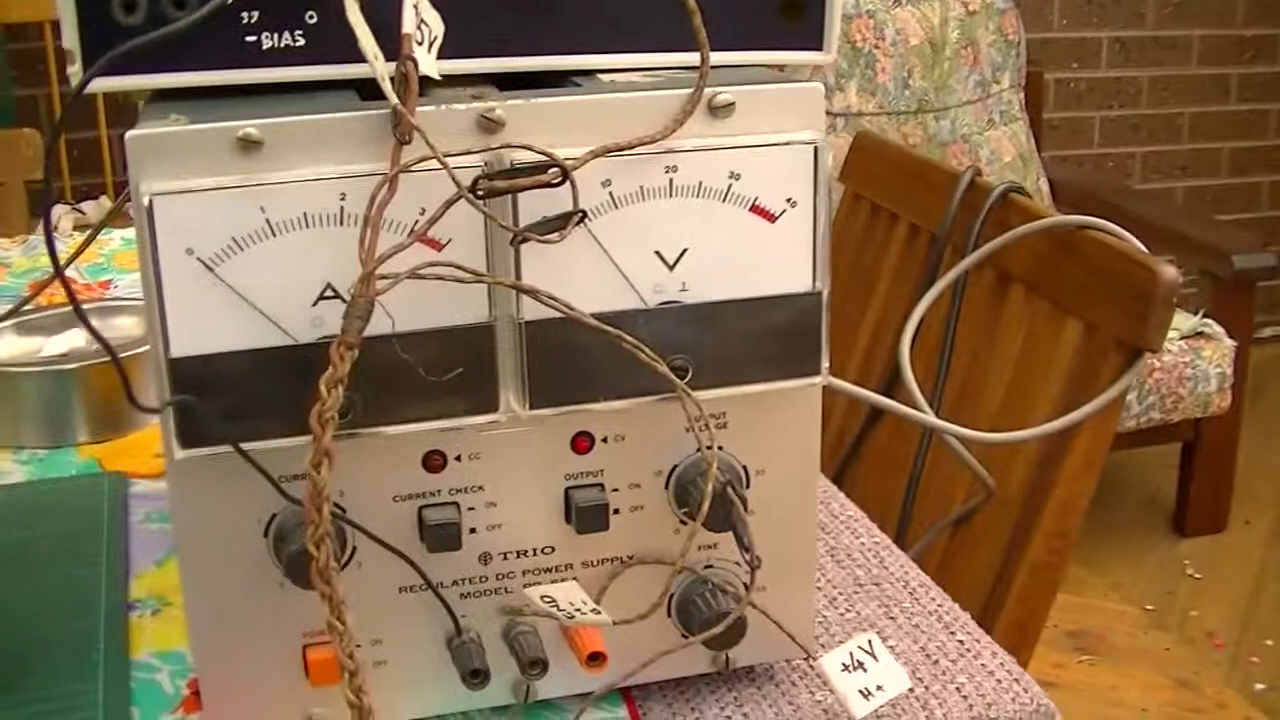 37 0
-BIAS
5V
0 1 2 3
A
10 20 30 40
V
CC
CV
OUTPUT
VOLTAGE
CURRENT CHECK
ON
OFF
OUTPUT
ON
OFF
FINE
TRIO
REGULATED DC POWER SUPPLY
MODEL
ON
OFF
+4V
H+